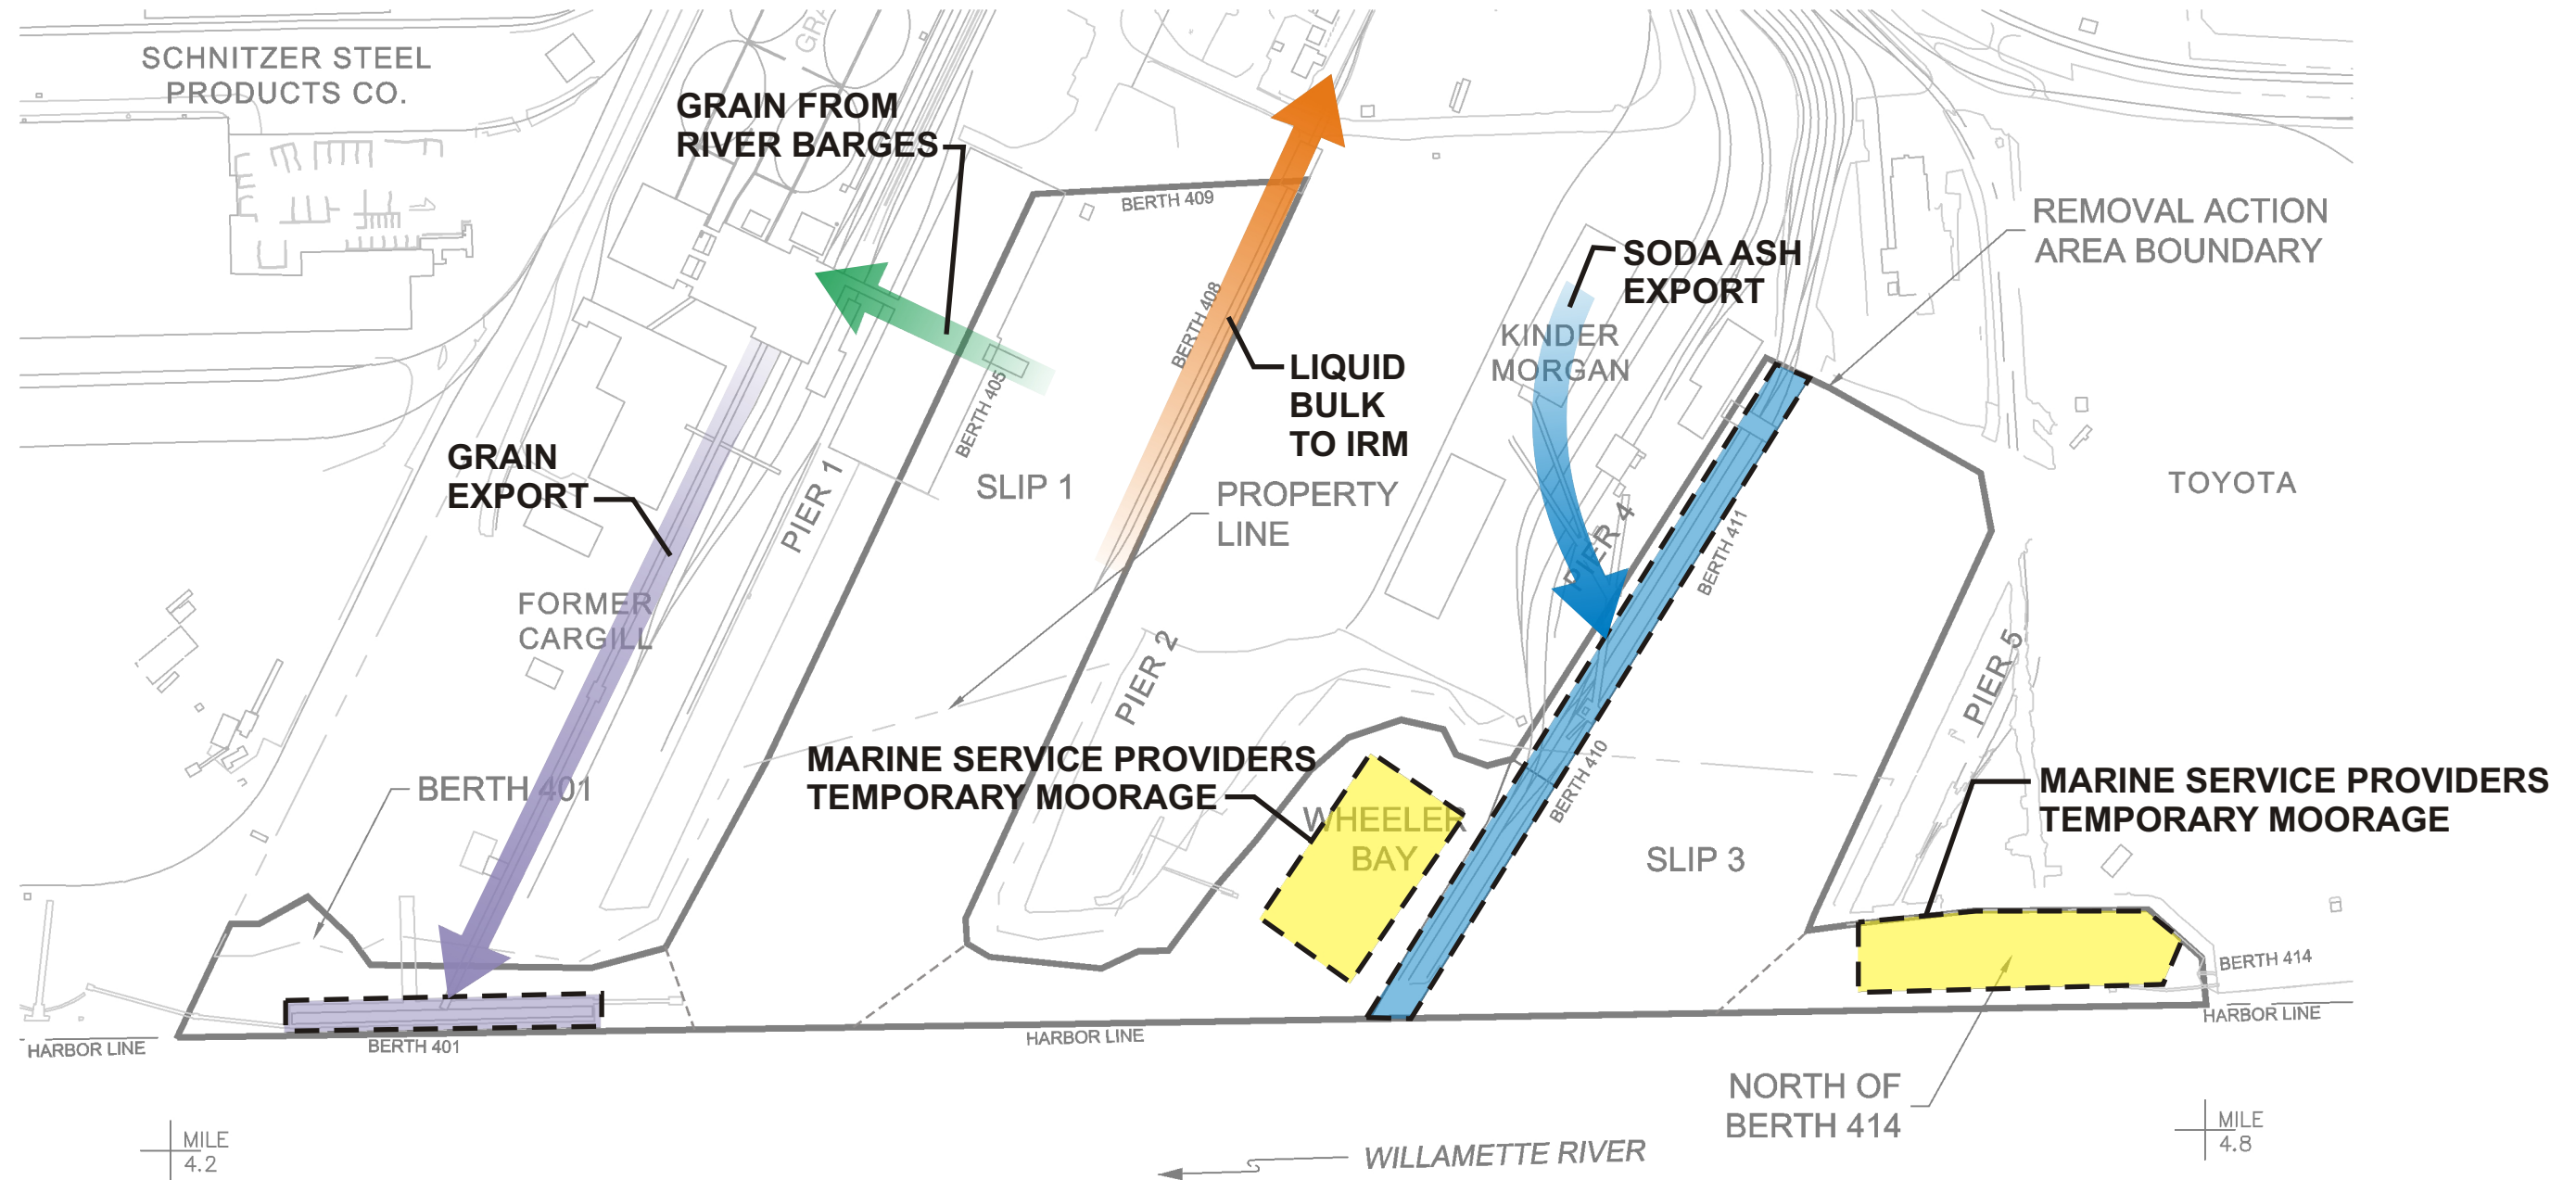 SCHNITZER STEEL
PRODUCTS CO.
GRA
GRAIN FROM
RIVER BARGES
BERTH 409
REMOVAL ACTION
AREA BOUNDARY
SODA ASH
EXPORT
KINDER
MORGAN
BERTH 408
LIQUID
BULK
TO IRM
BERTH 405
GRAIN
EXPORT
PIER 1
SLIP 1
PROPERTY
LINE
PIER 4
BERTH 411
TOYOTA
FORMER
CARGILL
PIER 2
PIER 5
MARINE SERVICE PROVIDERS
TEMPORARY MOORAGE
BERTH 401
WHEELER
BAY
BERTH 410
SLIP 3
MARINE SERVICE PROVIDERS
TEMPORARY MOORAGE
BERTH 414
HARBOR LINE
BERTH 401
HARBOR LINE
HARBOR LINE
NORTH OF
BERTH 414
MILE
4.2
WILLAMETTE RIVER
MILE
4.8